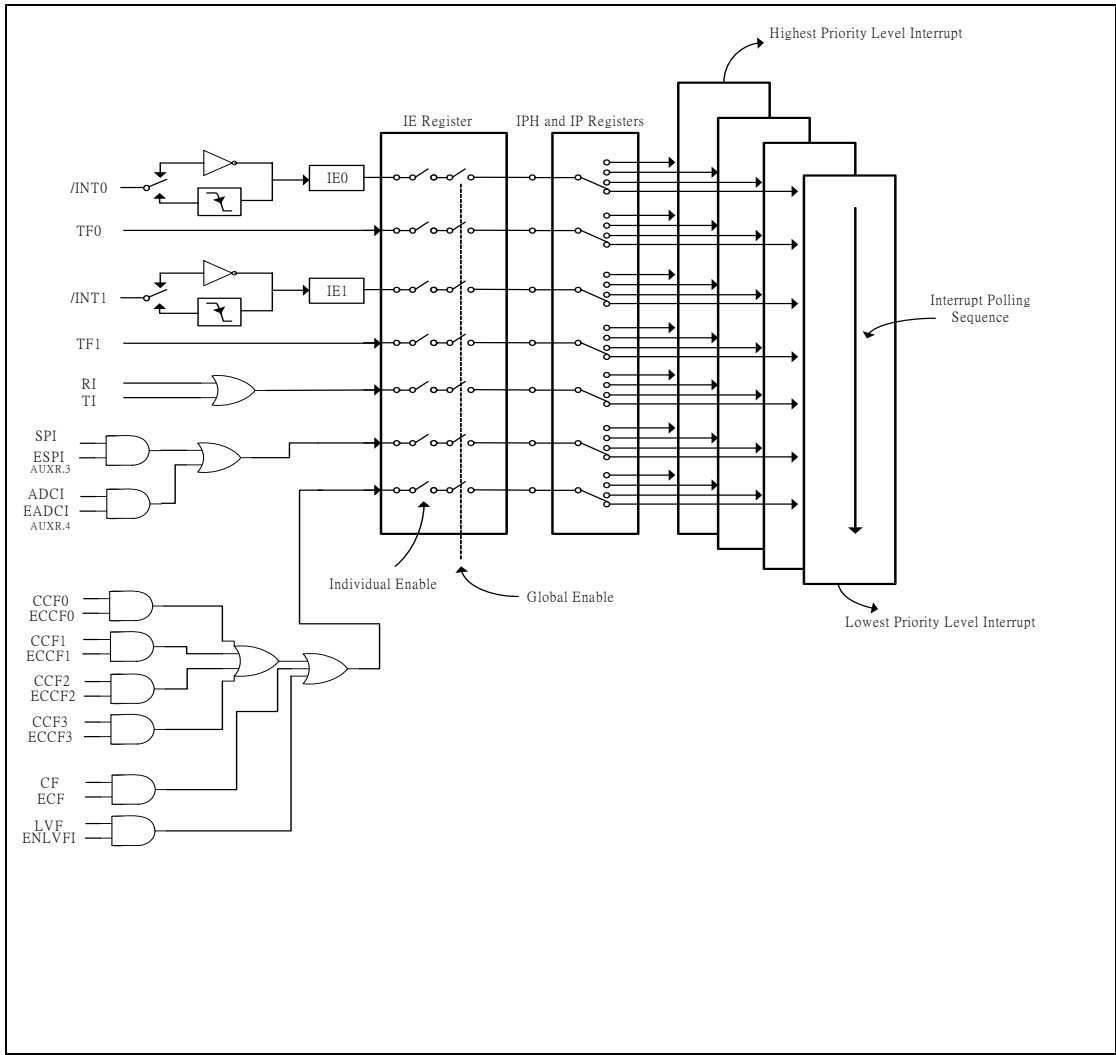 Highest Priority Level Interrupt
IE Register
IPH and IP Registers
/INT0
IE0
TF0
/INT1
IE1
Interrupt Polling
Sequence
TF1
RI
TI
SPI
ESPI
AUXR.3
ADCI
EADCI
AUXR.4
Individual Enable
Global Enable
Lowest Priority Level Interrupt
CCF0
ECCF0
CCF1
ECCF1
CCF2
ECCF2
CCF3
ECCF3
CF
ECF
LVF
ENLVFI